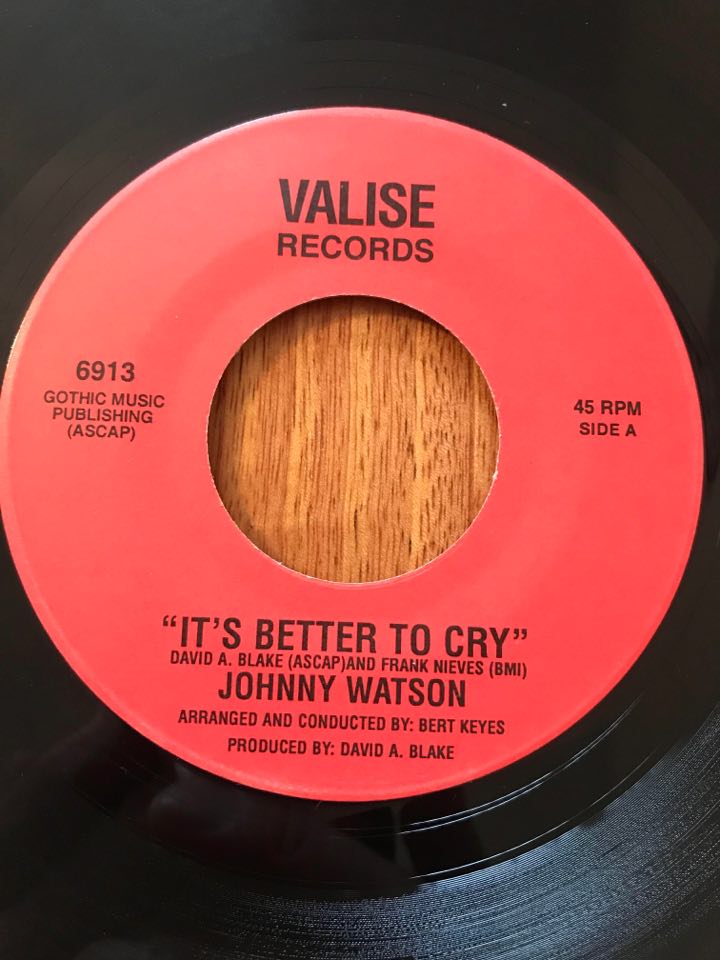 VALISE
RECORDS
6913
GOTHIC MUSIC
PUBLISHING
(ASCAP)
45 RPM
SIDE A
“IT'S BETTER TO CRY”
DAVID A. BLAKE (ASCAP)AND FRANK NIEVES (BMI)
JOHNNY WATSON
ARRANGED AND CONDUCTED BY: BERT KEYES
PRODUCED BY: DAVID A. BLAKE